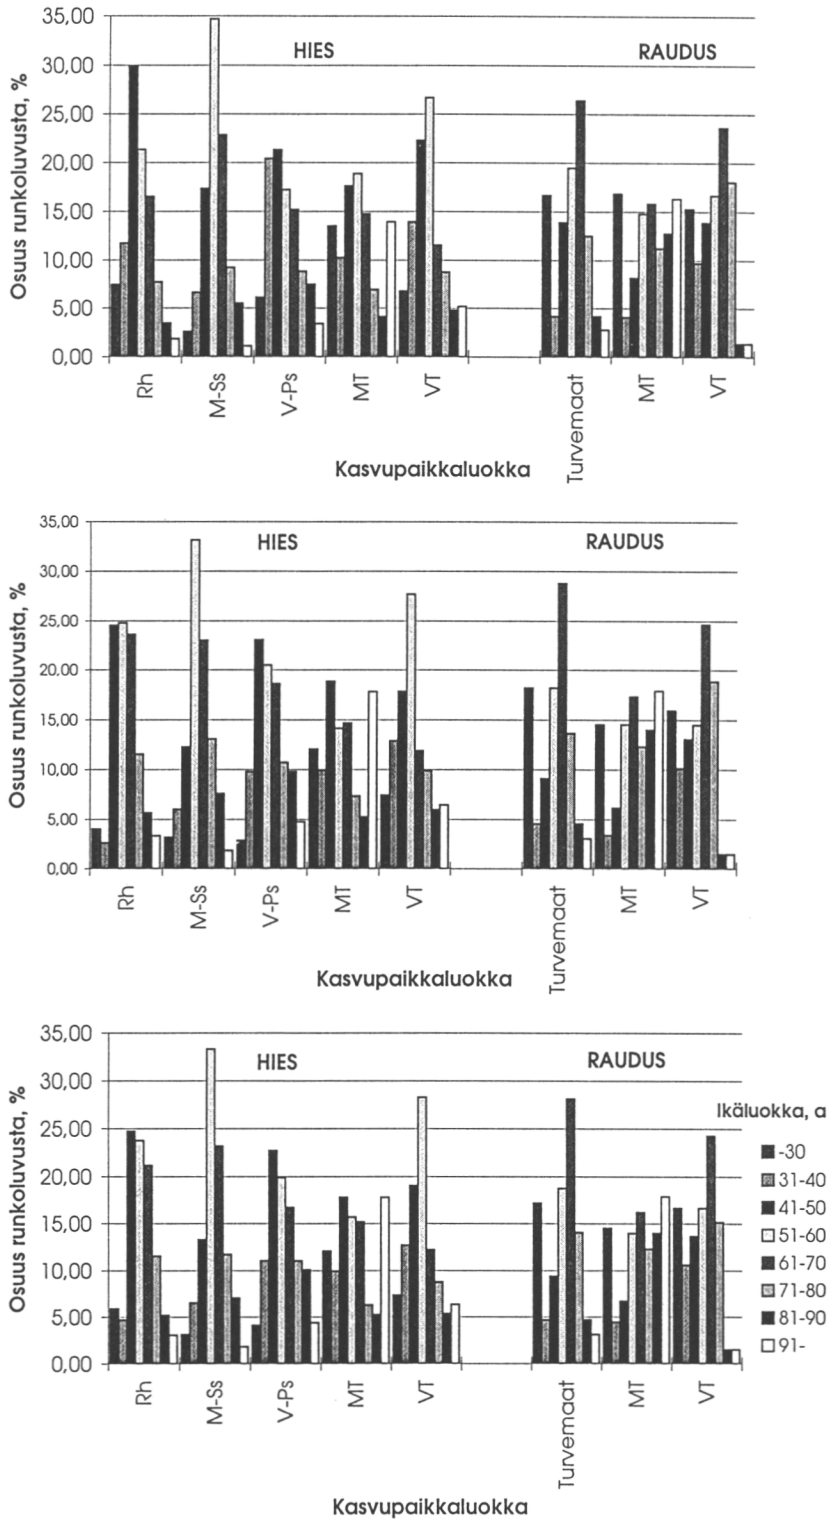 35,00
30,00
25,00
20,00
15,00
10,00
5,00
0,00
Osuus runkoluvusta, %
HIES
RAUDUS
Rh
M-Ss
V-Ps
MT
VT
Turvemaat
MT
VT
Kasvupaikkaluokka
35,00
30,00
25,00
20,00
15,00
10,00
5,00
0,00
Osuus runkoluvusta, %
HIES
RAUDUS
Rh
M-Ss
V-Ps
MT
VT
Turvemaat
MT
VT
Kasvupaikkaluokka
35,00
30,00
25,00
20,00
15,00
10,00
5,00
0,00
Osuus runkoluvusta, %
HIES
RAUDUS
Rh
M-Ss
V-Ps
MT
VT
Turvemaat
MT
VT
Kasvupaikkaluokka
Ikäluokka, a
-30
31-40
41-50
51-60
61-70
71-80
81-90
91-